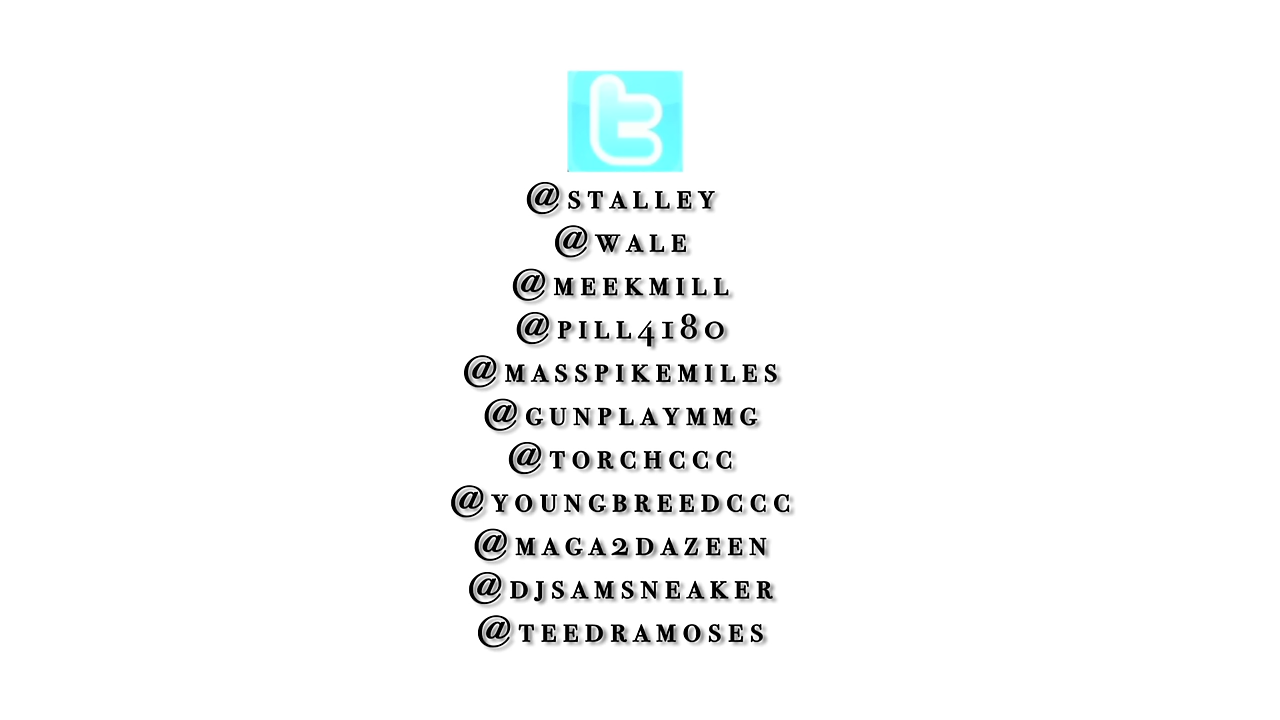 t
@STALLEY
@WALE
@MEEKMILL
@PILL4180
@MASSPIKEMILES
@GUNPLAYMMG
@TORCHCCC
@YOUNGBREEDCCC
@MAGA2DAZEEN
@DJSAMSNEAKER
@TEEDRAMOSES